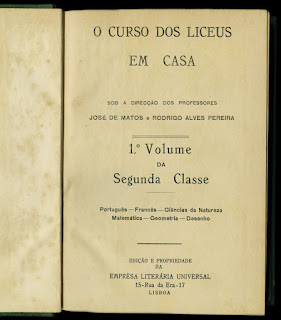 O CURSO DOS LICEUS
EM CASA
SOB A DIRECÇÃO DOS PROFESSORES
JOSE DE MATOS e RODRIGO ALVES PEREIRA
1.º Volume
DA
Segunda Classe
Português — Francês — Ciências da Natureza
Matemática — Geometria — Desenho
EDIÇÃO E PROPRIEDADE
DA
EMPRÊSA LITERÁRIA UNIVERSAL
15-Rua da Era-17
LISBOA